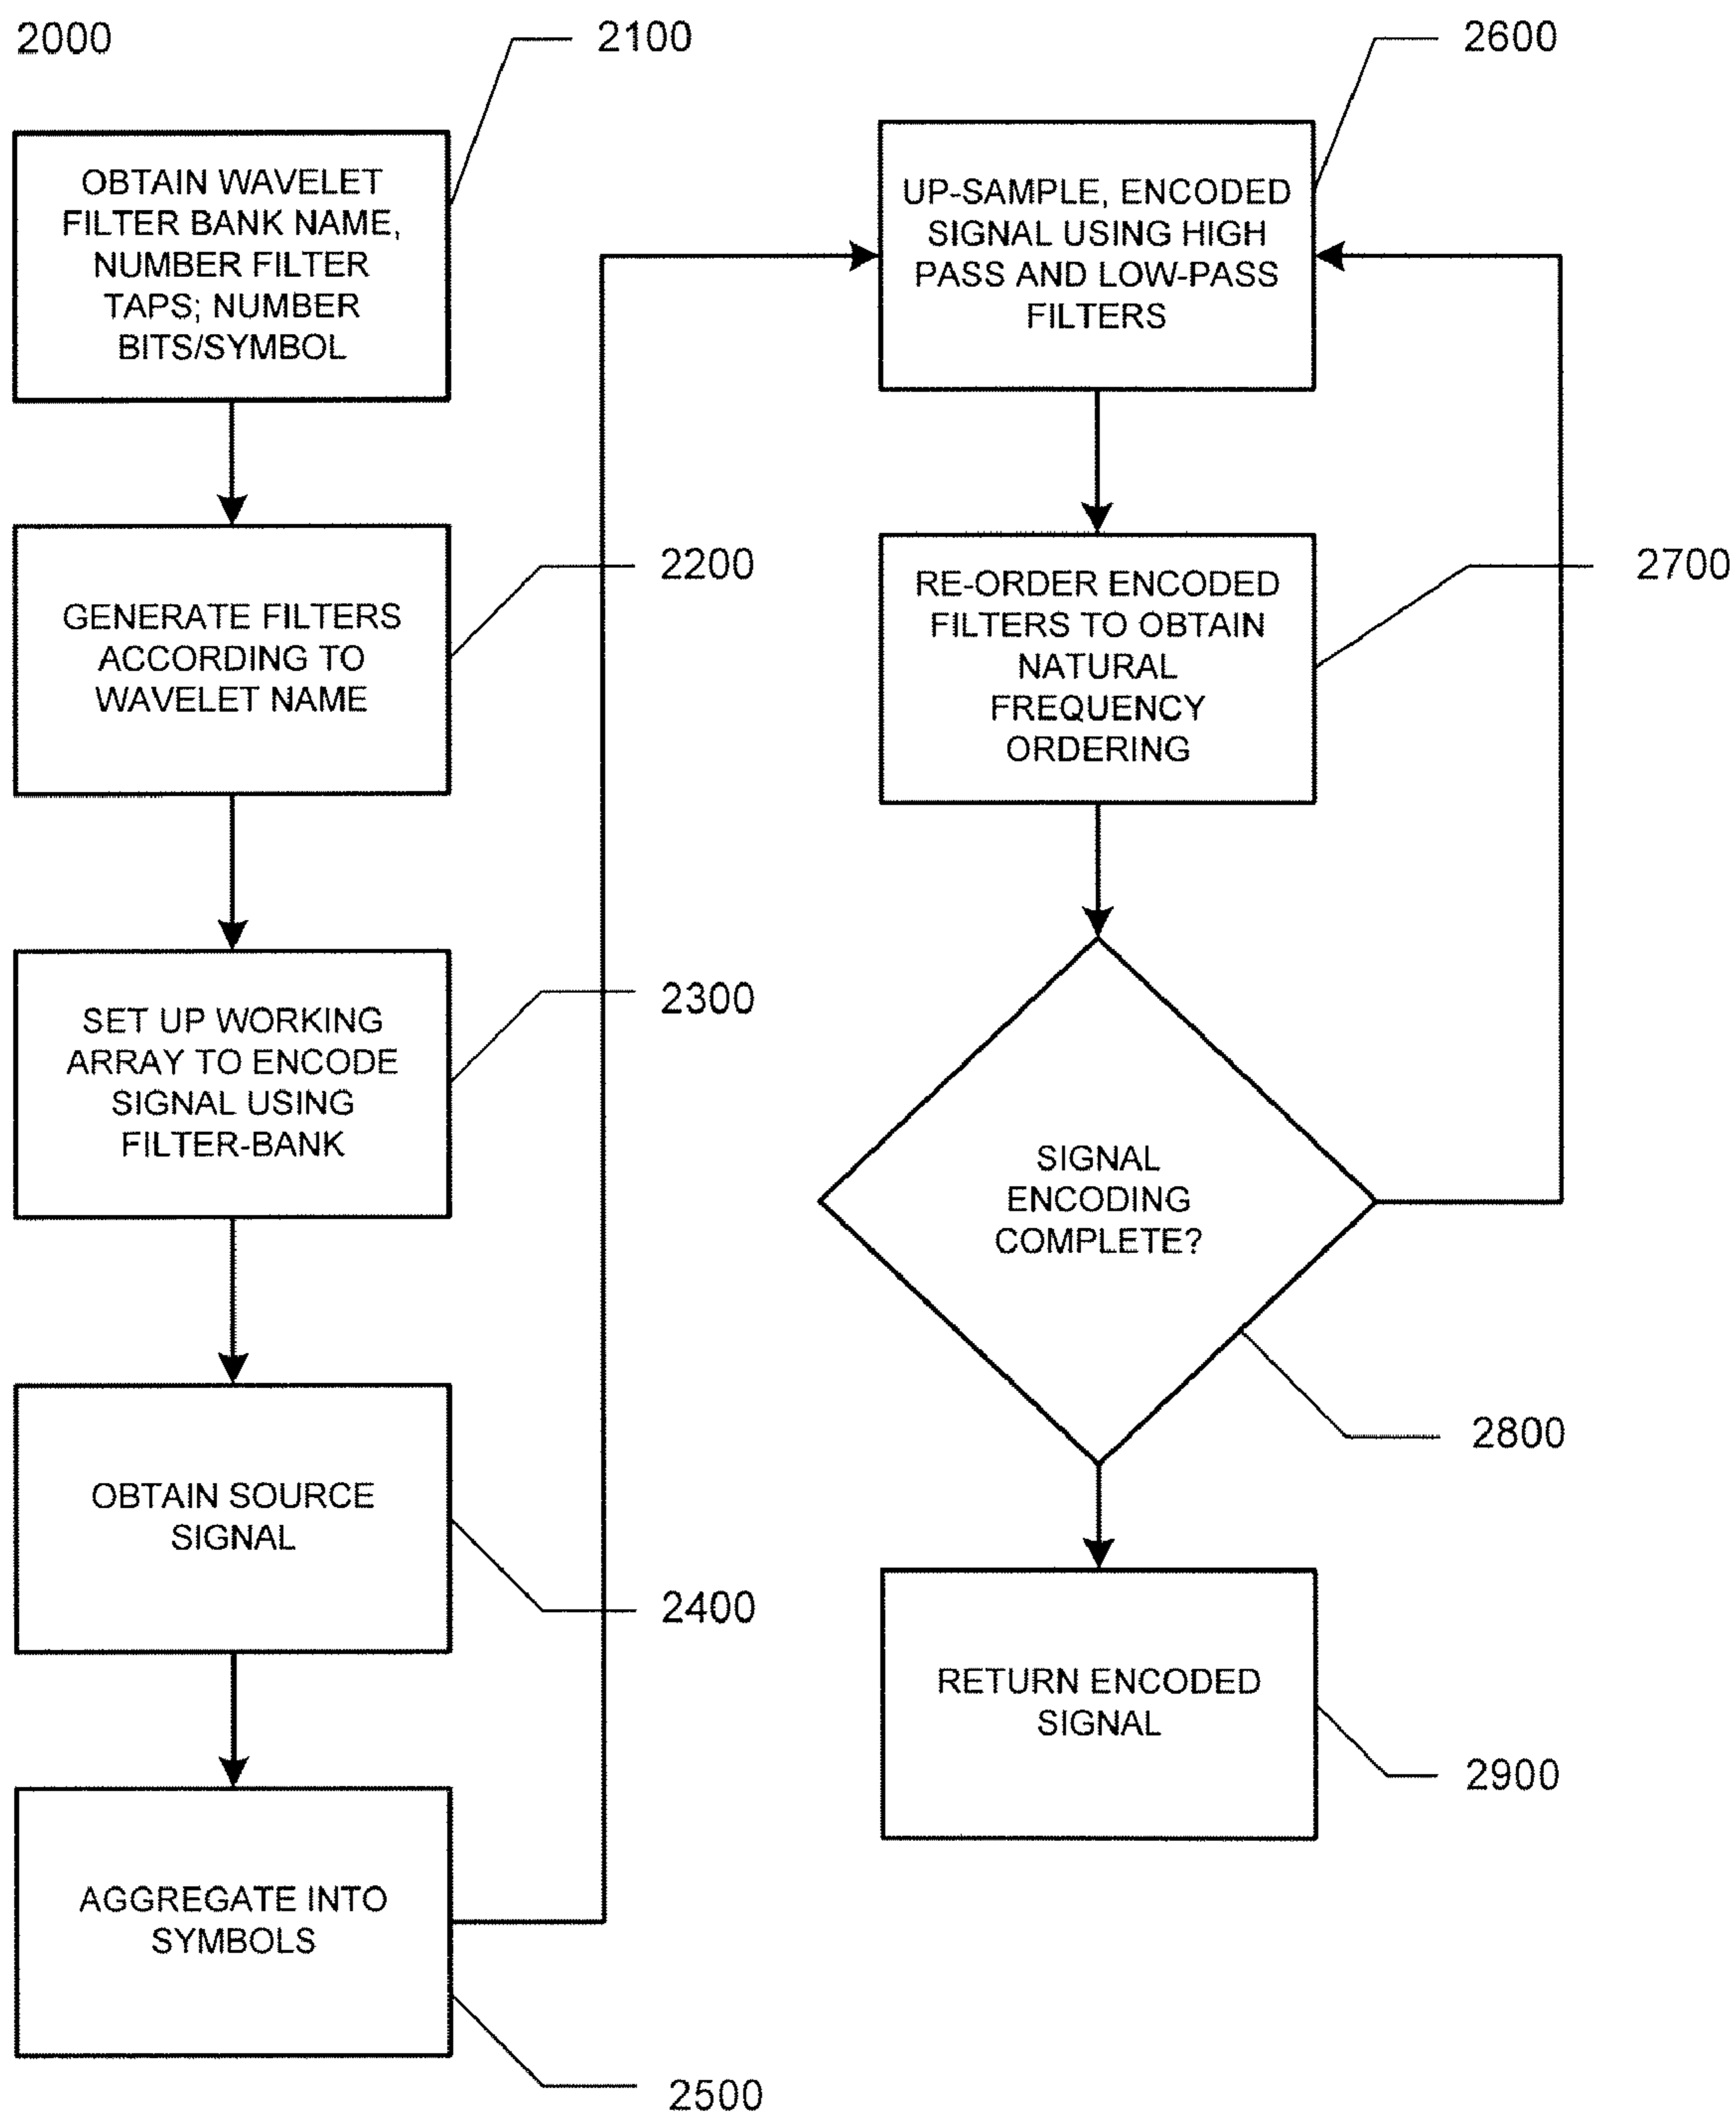 2000
2100
OBTAIN WAVELET
FILTER BANK NAME,
NUMBER FILTER
TAPS; NUMBER
BITS/SYMBOL
2200
GENERATE FILTERS
ACCORDING TO
WAVELET NAME
2300
SET UP WORKING
ARRAY TO ENCODE
SIGNAL USING
FILTER-BANK
OBTAIN SOURCE
SIGNAL
2400
AGGREGATE INTO
SYMBOLS
2500
2600
UP-SAMPLE, ENCODED
SIGNAL USING HIGH
PASS AND LOW-PASS
FILTERS
2700
RE-ORDER ENCODED
FILTERS TO OBTAIN
NATURAL
FREQUENCY
ORDERING
SIGNAL
ENCODING
COMPLETE?
2800
RETURN ENCODED
SIGNAL
2900